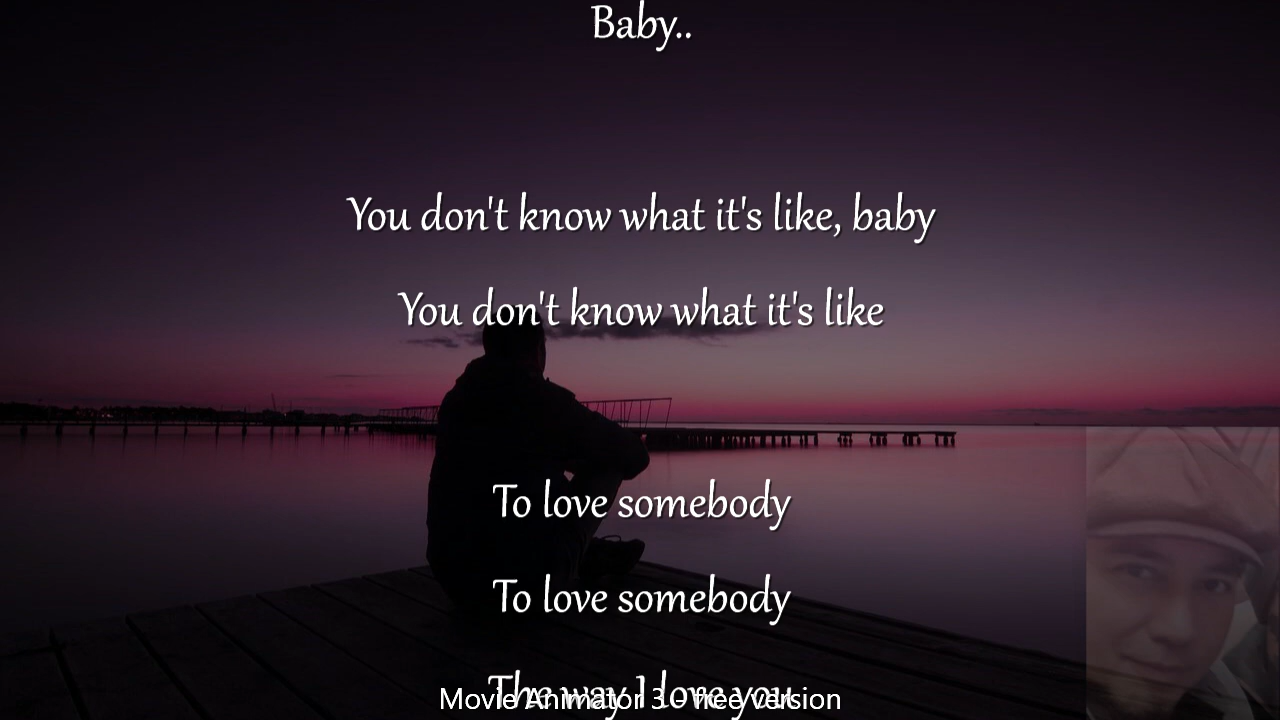 Baby..
You don't know what it's like, baby
You don't know what it's like
To love somebody
To love somebody
The way I love you
Movie Animator 3 - free version